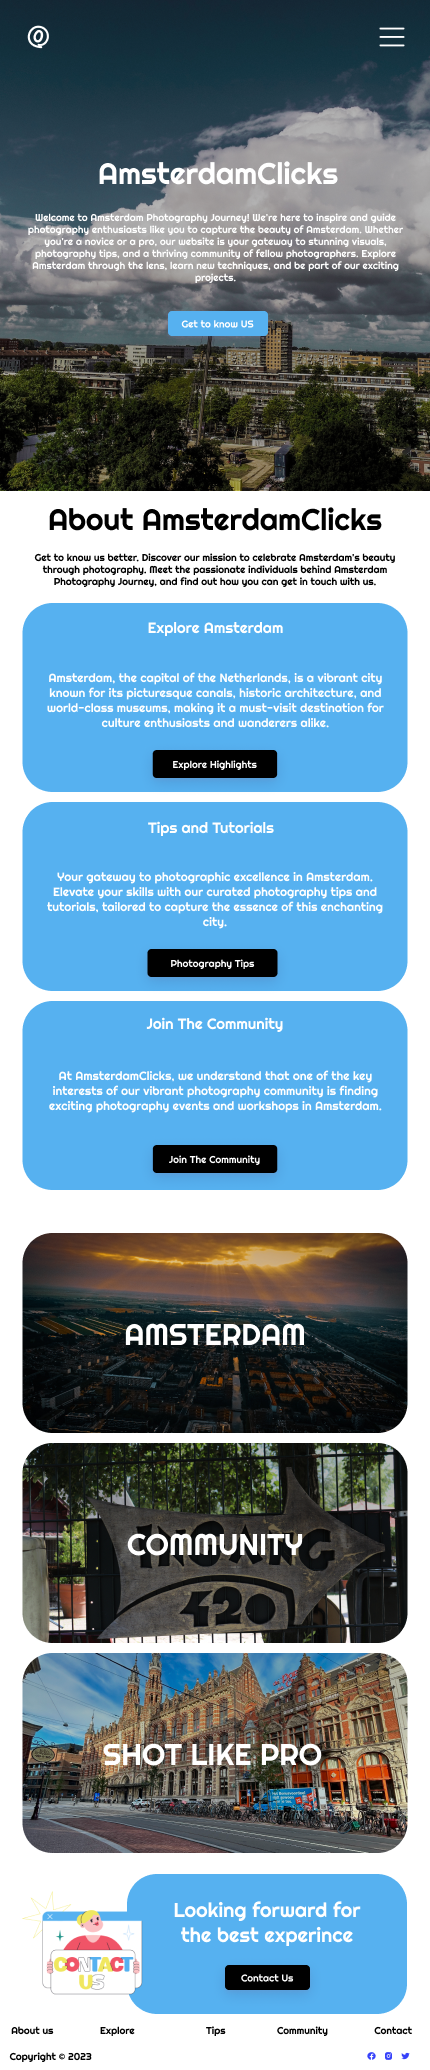 AmsterdamClicks
Welcome to Amsterdam Photography Journey! We're here to inspire and guide
photography enthusiasts like you to capture the beauty of Amsterdam. Whether
you're a novice or a pro, our website is your gateway to stunning visuals,
photography tips, and a thriving community of fellow photographers. Explore
Amsterdam through the lens, learn new techniques, and be part of our exciting
projects.
Get to know US
About AmsterdamClicks
Get to know us better. Discover our mission to celebrate Amsterdam's beauty
through photography. Meet the passionate individuals behind Amsterdam
Photography Journey, and find out how you can get in touch with us.
Explore Amsterdam
Amsterdam, the capital of the Netherlands, is a vibrant city
known for its picturesque canals, historic architecture, and
world-class museums, making it a must-visit destination for
culture enthusiasts and wanderers alike.
Explore Highlights
Tips and Tutorials
Your gateway to photographic excellence in Amsterdam.
Elevate your skills with our curated photography tips and
tutorials, tailored to capture the essence of this enchanting
city.
Photography Tips
Join The Community
At AmsterdamClicks, we understand that one of the key
interests of our vibrant photography community is finding
exciting photography events and workshops in Amsterdam.
Join The Community
AMSTERDAM
COMMUNITY
420
SHOT LIKE PRO
Looking forward for
the best experince
CONTACT
US
Contact Us
About us Explore Tips Community Contact
Copyright © 2023